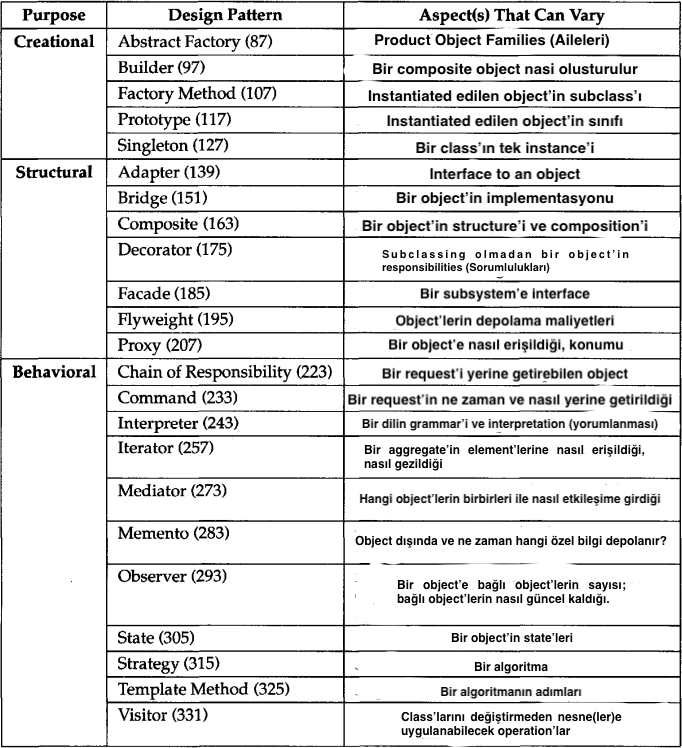 Purpose Design Pattern Aspect(s) That Can Vary
Creational Abstract Factory (87) Product Object Families (Aileleri)
Builder (97) Bir composite object nasi olusturulur
Factory Method (107) Instantiated edilen object'in subclass'ı
Prototype (117) Instantiated edilen object'in sınıfı
Singleton (127) Bir class'ın tek instance'i
Structural Adapter (139) Interface to an object
Bridge (151) Bir object'in implementasyonu
Composite (163) Bir object'in structure'i ve composition'i
Decorator (175) Subclassing olmadan bir object'in
responsibilities (Sorumlulukları)
Facade (185) Bir subsystem'e interface
Flyweight (195) Object'lerin depolama maliyetleri
Proxy (207) Bir object'e nasıl erişildiği, konumu
Behavioral Chain of Responsibility (223) Bir request'i yerine getirebilen object
Command (233) Bir request'in ne zaman ve nasıl yerine getirildiği
Interpreter (243) Bir dilin grammar'i ve interpretation (yorumlanması)
Iterator (257) Bir aggregate'in element'lerine nasıl erişildiği,
nasıl gezildiği
Mediator (273) Hangi object'lerin birbirleri ile nasıl etkileşime girdiği
Memento (283) Object dışında ve ne zaman hangi özel bilgi depolanır?
Observer (293) Bir object'e bağlı object'lerin sayısı;
bağlı object'lerin nasıl güncel kaldığı.
State (305) Bir object'in state'leri
Strategy (315) Bir algoritma
Template Method (325) Bir algoritmanın adımları
Visitor (331) Class'larını değiştirmeden nesne(ler)e
uygulanabilecek operation'lar